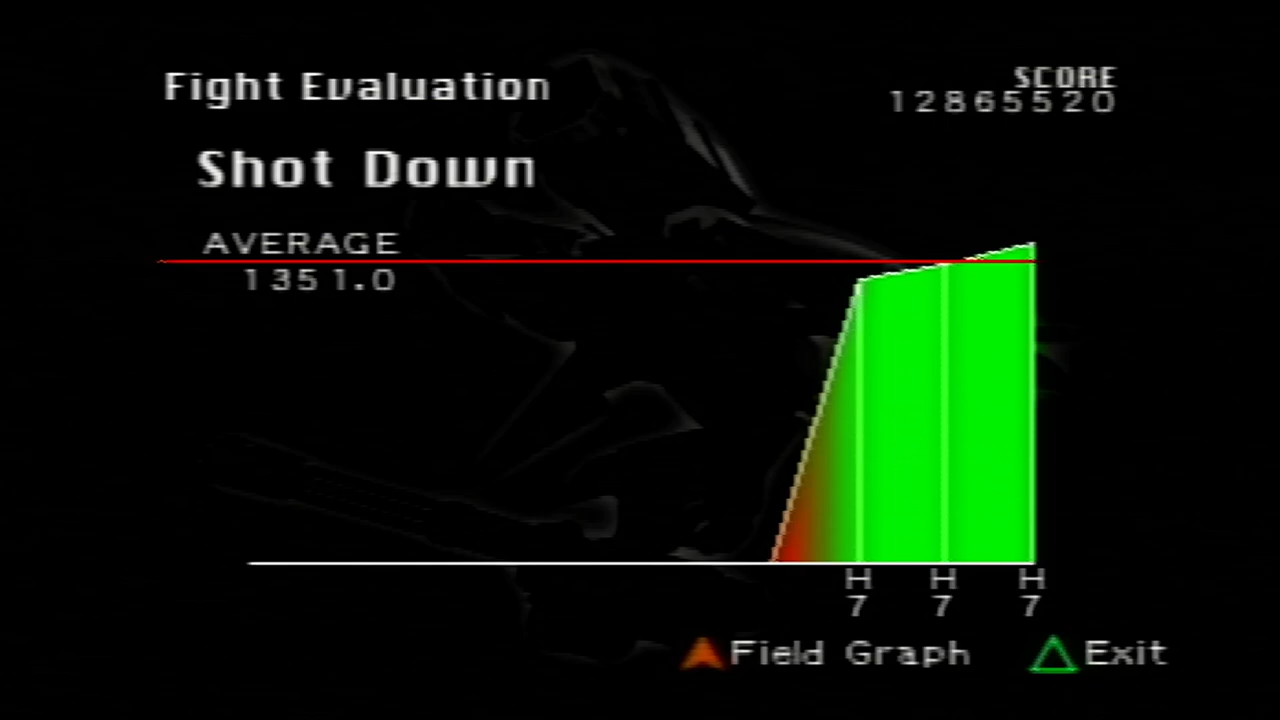 Fight Evaluation
SCORE
12865520
Shot Down
AVERAGE
1351.0
H H H
7 7 7
Field Graph Exit